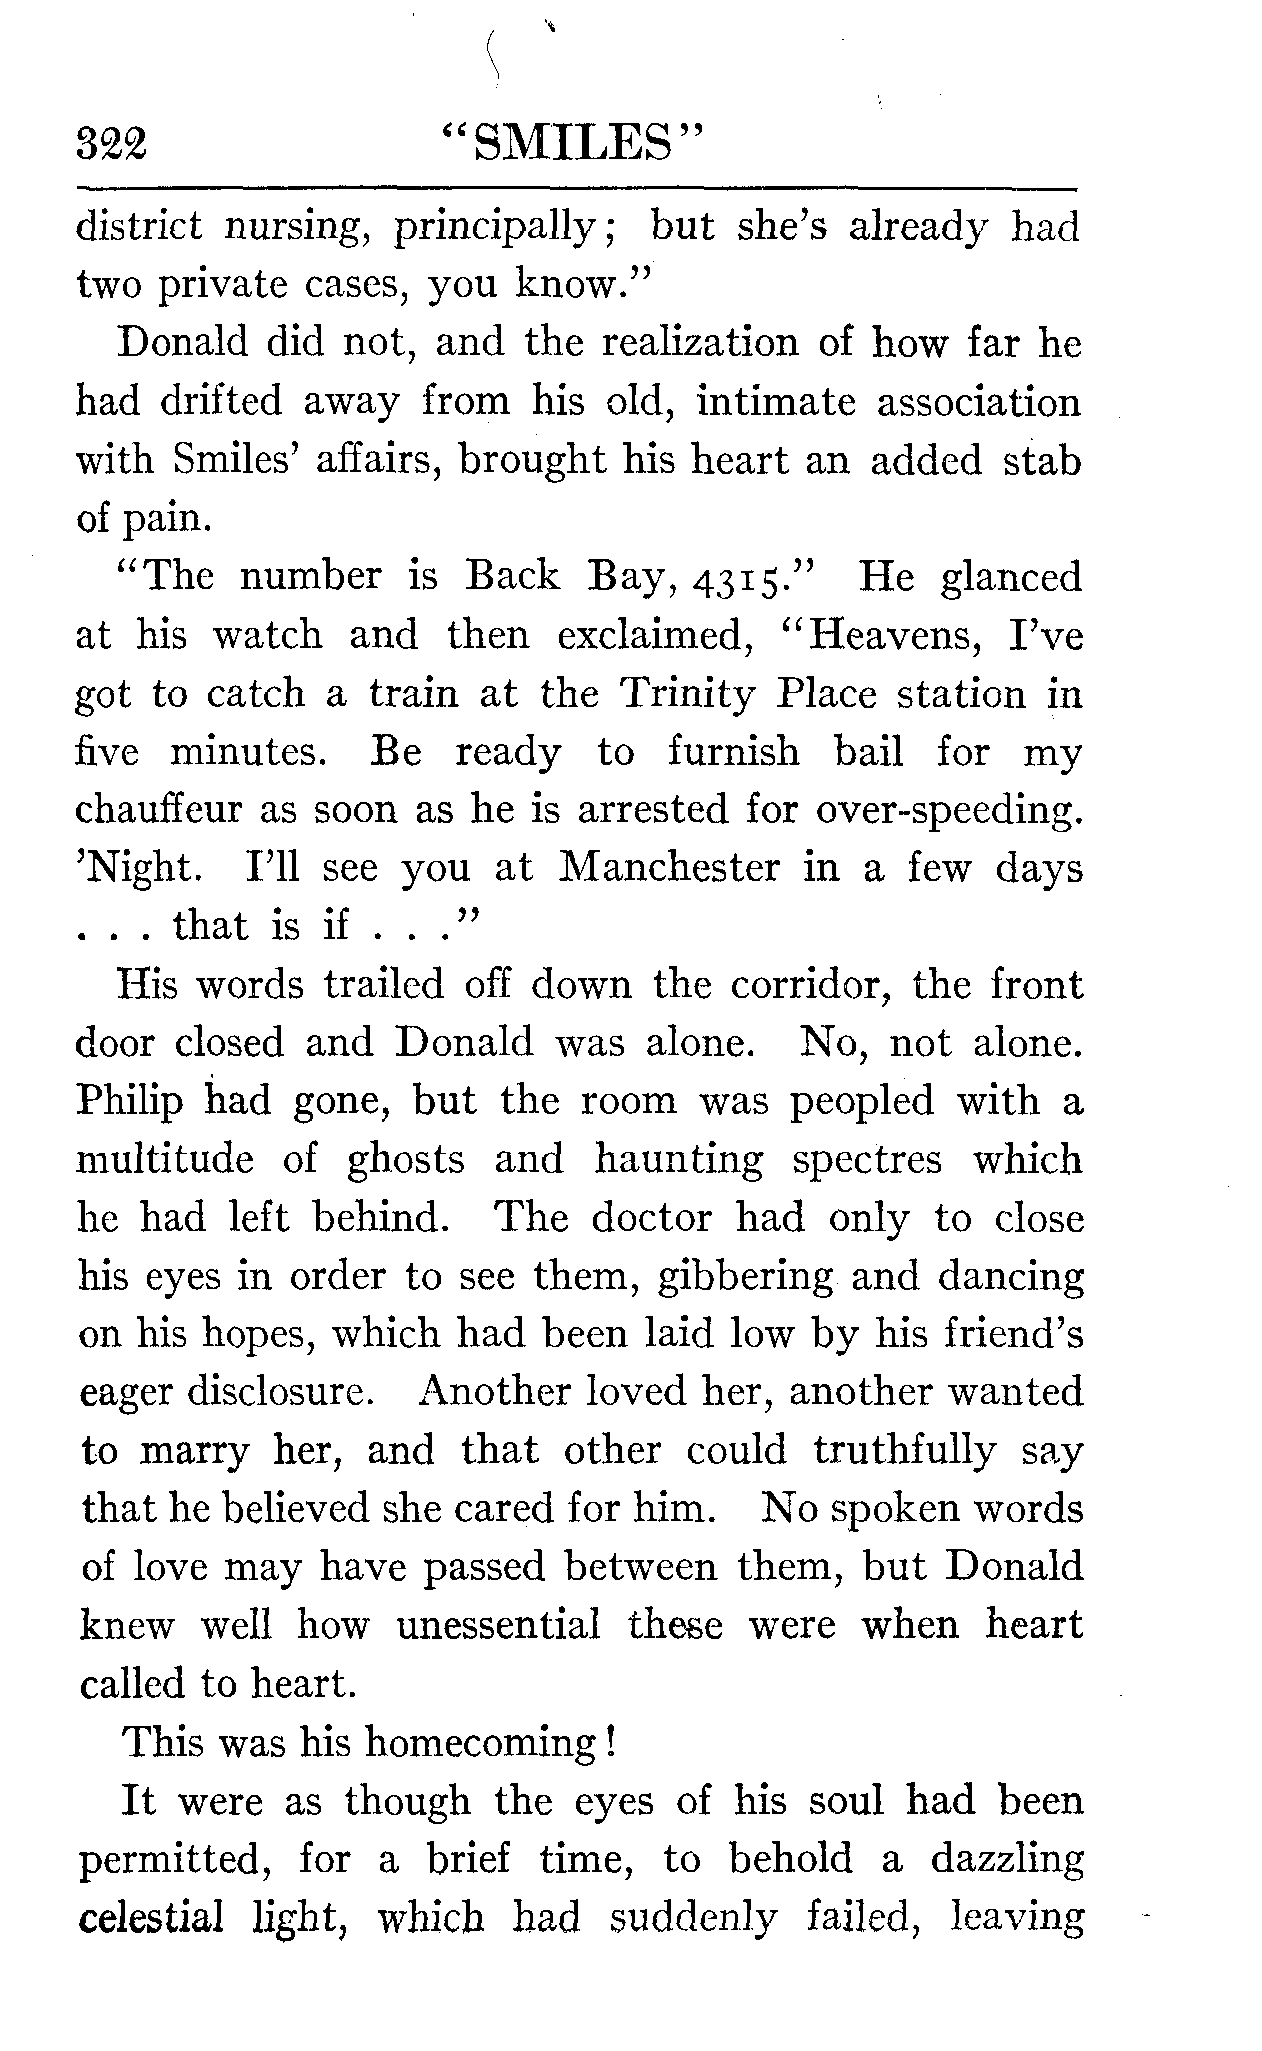 322 "SMILES"
district nursing, principally; but she's already had
two private cases, you know."
Donald did not, and the realization of how far he
had drifted away from his old, intimate association
with Smiles' affairs, brought his heart an added stab
of pain.
"The number is Back Bay, 4315." He glanced
at his watch and then exclaimed, "Heavens, I've
got to catch a train at the Trinity Place station in
five minutes. Be ready to furnish bail for my
chauffeur as soon as he is arrested for over-speeding.
'Night. I'll see you at Manchester in a few days
. . . that is if . . ."
His words trailed off down the corridor, the front
door closed and Donald was alone. No, not alone.
Philip had gone, but the room was peopled with a
multitude of ghosts and haunting spectres which
he had left behind. The doctor had only to close
his eyes in order to see them, gibbering and dancing
on his hopes, which had been laid low by his friend's
eager disclosure. Another loved her, another wanted
to marry her, and that other could truthfully say
that he believed she cared for him. No spoken words
of love may have passed between them, but Donald
knew well how unessential these were when heart
called to heart.
This was his homecoming!
It were as though the eyes of his soul had been
permitted, for a brief time, to behold a dazzling
celestial light, which had suddenly failed, leaving